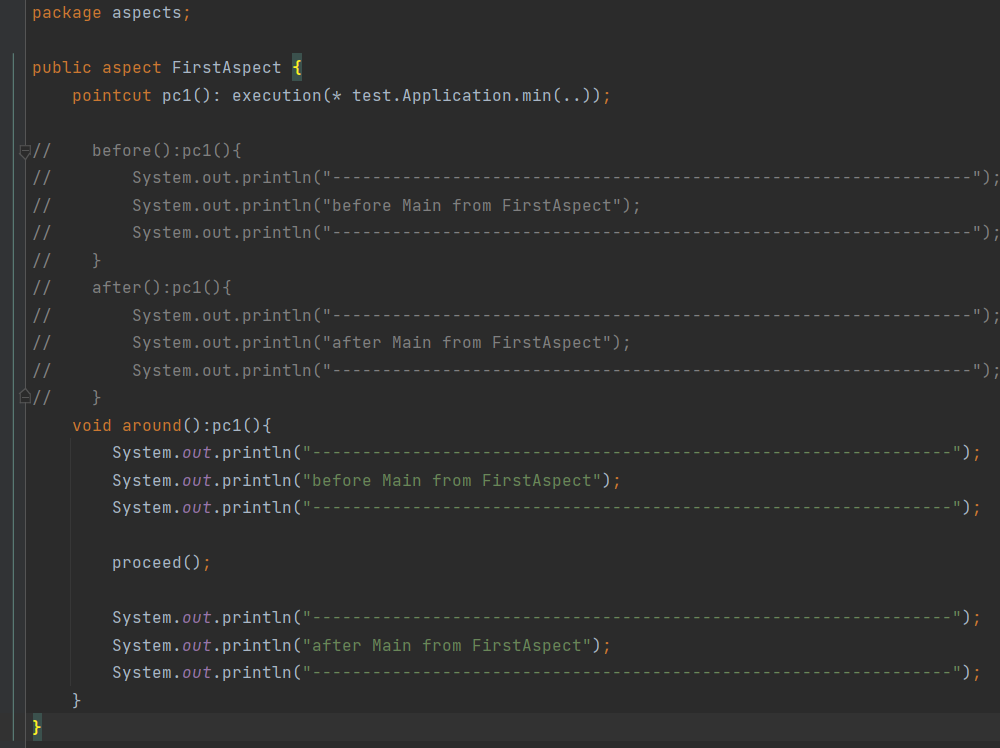 package aspects;
public aspect FirstAspect {
    pointcut pc1(): execution(* test.Application.min(..));
//    before():pc1(){
//        System.out.println("----------------------------------------------------------------");
//        System.out.println("before Main from FirstAspect");
//        System.out.println("----------------------------------------------------------------");
//    }
//    after():pc1(){
//        System.out.println("----------------------------------------------------------------");
//        System.out.println("after Main from FirstAspect");
//        System.out.println("----------------------------------------------------------------");
//    }
    void around():pc1(){
        System.out.println("----------------------------------------------------------------");
        System.out.println("before Main from FirstAspect");
        System.out.println("----------------------------------------------------------------");
        proceed();
        System.out.println("----------------------------------------------------------------");
        System.out.println("after Main from FirstAspect");
        System.out.println("----------------------------------------------------------------");
    }
}